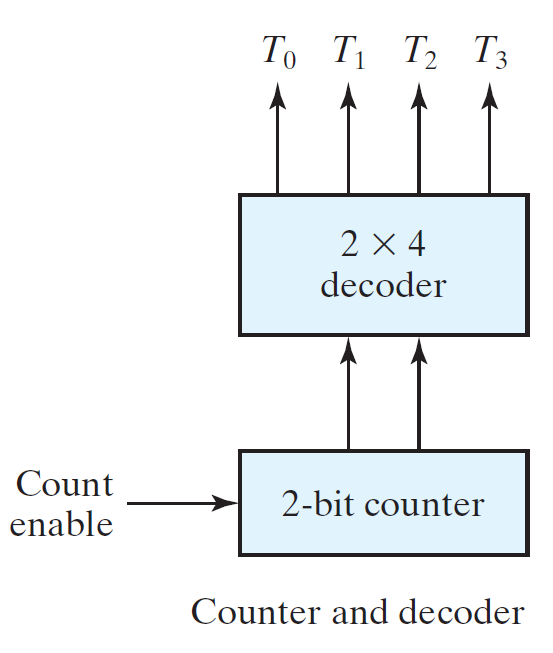 T₀ T₁ T₂ T₃
2 × 4
decoder
Count
enable
2-bit counter
Counter and decoder